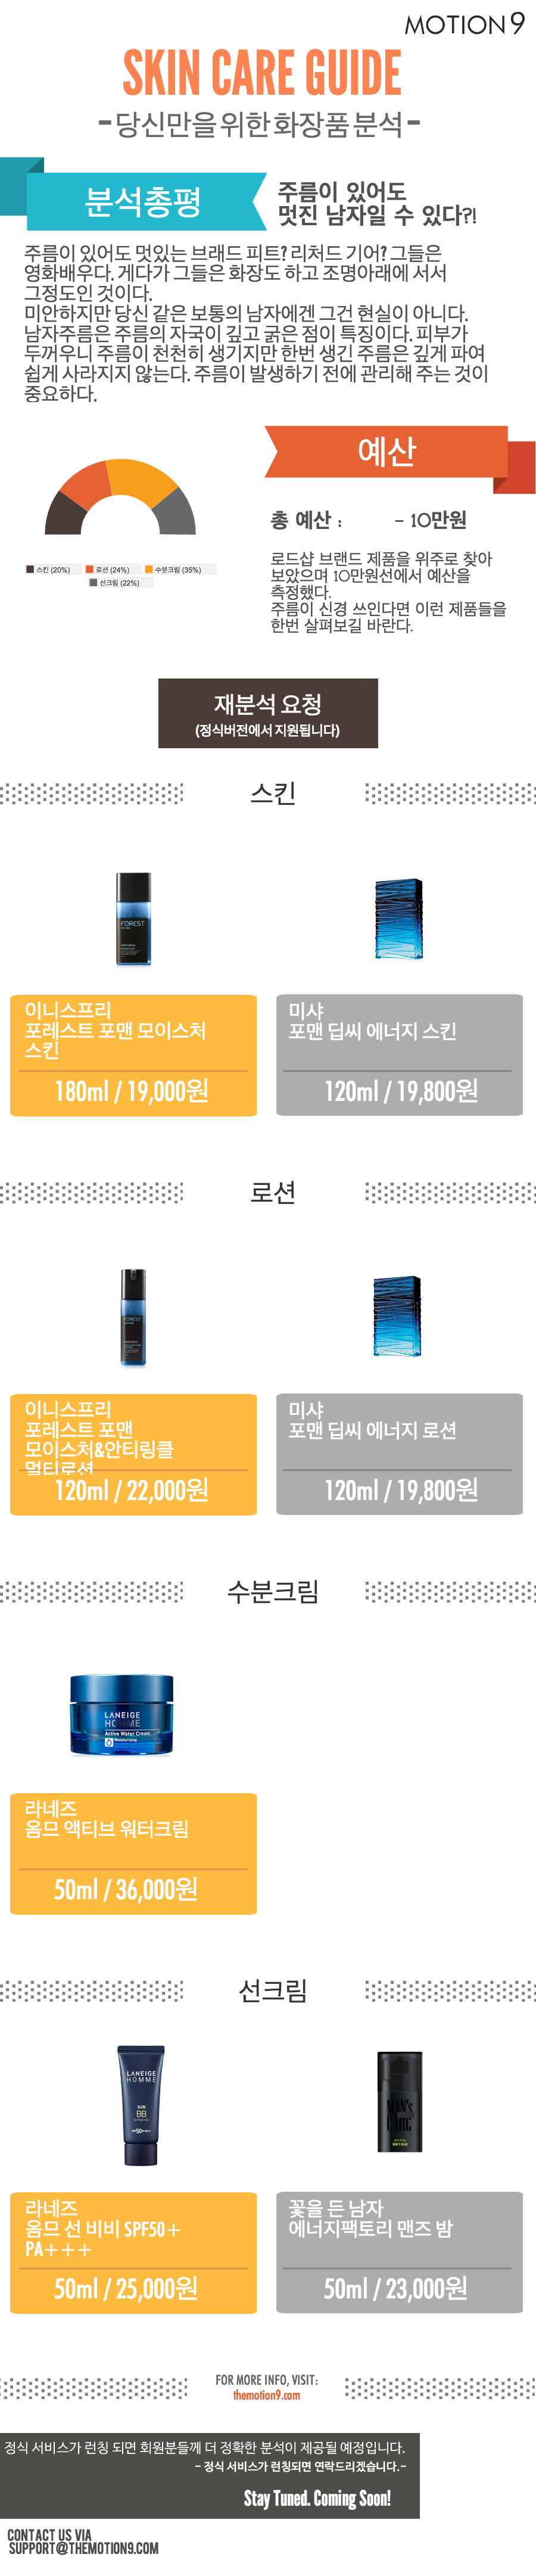 MOTION 9
SKIN CARE GUIDE
-당신만을위한화장품분석-
분석총평
주름이 있어도
멋진 남자일 수 있다?!
주름이 있어도 멋있는 브래드 피트? 리처드 기어? 그들은
영화배우다. 게다가 그들은 화장도 하고 조명아래에 서서
그정도인 것이다.
미안하지만 당신 같은 보통의 남자에겐 그건 현실이 아니다.
남자주름은 주름의 자국이 깊고 굵은 점이 특징이다. 피부가
두꺼우니 주름이 천천히 생기지만 한번 생긴 주름은 깊게 파여
쉽게 사라지지 않는다. 주름이 발생하기 전에 관리해 주는 것이
중요하다.
예산
총 예산 : - 10만원
로드샵 브랜드 제품을 위주로 찾아
보았으며 10만원선에서 예산을
측정했다.
주름이 신경 쓰인다면 이런 제품들을
한번 살펴보길 바란다.
스킨 (20%) 로션 (24%) 수분크림 (35%)
선크림 (22%)
재분석 요청
(정식버전에서 지원됩니다)
스킨
FOREST
이니스프리
포레스트 포맨 모이스처
스킨
180ml / 19,000원
미샤
포맨 딥씨 에너지 스킨
120ml / 19,800원
로션
FOREST
이니스프리
포레스트 포맨
모이스처&안티링클
멀티로션
120ml / 22,000원
미샤
포맨 딥씨 에너지 로션
120ml / 19,800원
수분크림
LANEIGE
HOMME
Active Water Cream
Moisturizing
라네즈
옴므 액티브 워터크림
50ml / 36,000원
선크림
LANEIGE
HOMME
SUN
BB
라네즈
옴므 선 비비 SPF50+
PA+++
50ml / 25,000원
MAN's
CARE
꽃을 든 남자
에너지팩토리 맨즈 밤
50ml / 23,000원
FOR MORE INFO, VISIT:
themotion9.com
정식 서비스가 런칭 되면 회원분들께 더 정확한 분석이 제공될 예정입니다.
- 정식 서비스가 런칭되면 연락드리겠습니다.-
Stay Tuned. Coming Soon!
CONTACT US VIA
SUPPORT@THEMOTION9.COM